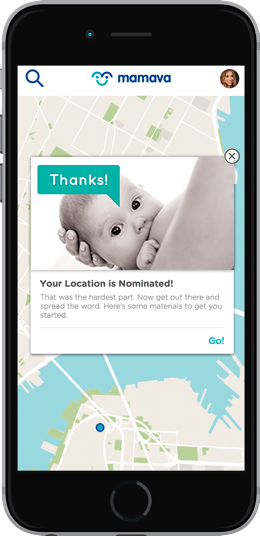 mamava
Thanks!
Your Location is Nominated!
That was the hardest part. Now get out there and
spread the word. Here's some materials to get you
started.
Go!